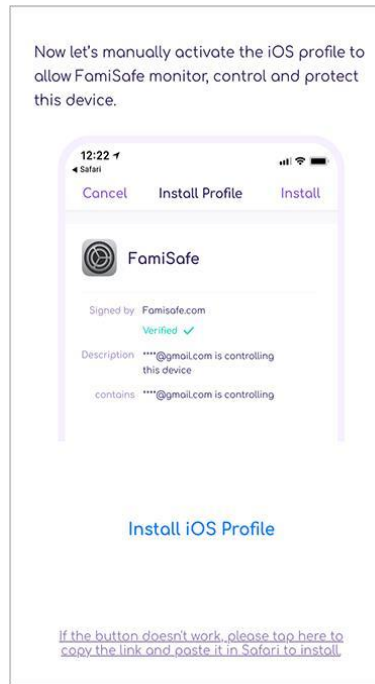 Now let's manually activate the iOS profile to
allow FamiSafe monitor, control and protect
this device.
12:22
Safari
Cancel Install Profile Install
FamiSafe
Signed by Famisafe.com
Verified
Description ****@gmail.com is controlling
this device
contains ****@gmail.com is controlling
Install iOS Profile
If the button doesn't work, please tap here to
copy the link and paste it in Safari to install.